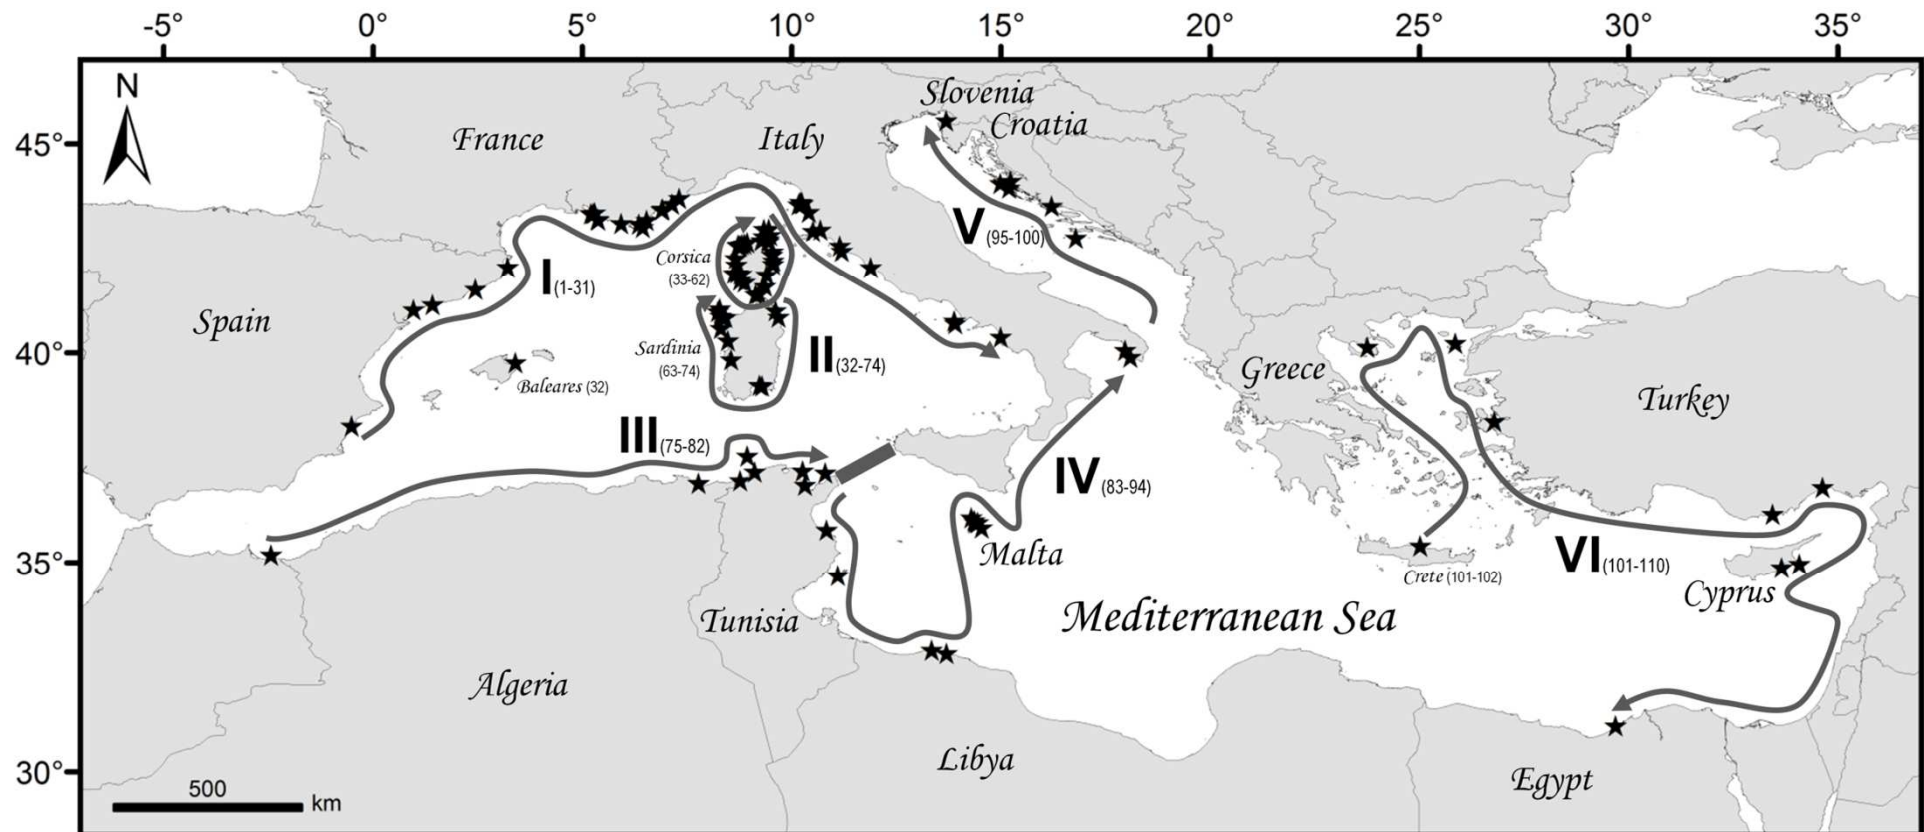 -5° 0° 5° 10° 15° 20° 25° 30° 35°
45°
40°
35°
30°
N
France
Italy
Slovenia
Croatia
Spain
I (1-31)
Corsica
(33-62)
V (95-100)
Sardinia
(63-74)
II (32-74)
Baleares (32)
Greece
Turkey
III (75-82)
IV (83-94)
Malta
Crete (101-102)
VI (101-110)
Cyprus
Tunisia
Mediterranean Sea
Algeria
Libya
Egypt
500 km